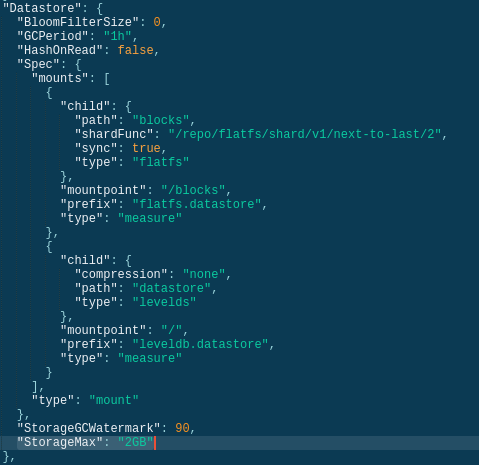 "Datastore": {
  "BloomFilterSize": 0,
  "GCPeriod": "1h",
  "HashOnRead": false,
  "Spec": {
    "mounts": [
      {
        "child": {
          "path": "blocks",
          "shardFunc": "/repo/flatfs/shard/v1/next-to-last/2",
          "sync": true,
          "type": "flatfs"
        },
        "mountpoint": "/blocks",
        "prefix": "flatfs.datastore",
        "type": "measure"
      },
      {
        "child": {
          "compression": "none",
          "path": "datastore",
          "type": "levelds"
        },
        "mountpoint": "/",
        "prefix": "leveldb.datastore",
        "type": "measure"
      }
    ],
    "type": "mount"
  },
  "StorageGCWatermark": 90,
  "StorageMax": "2GB"
},